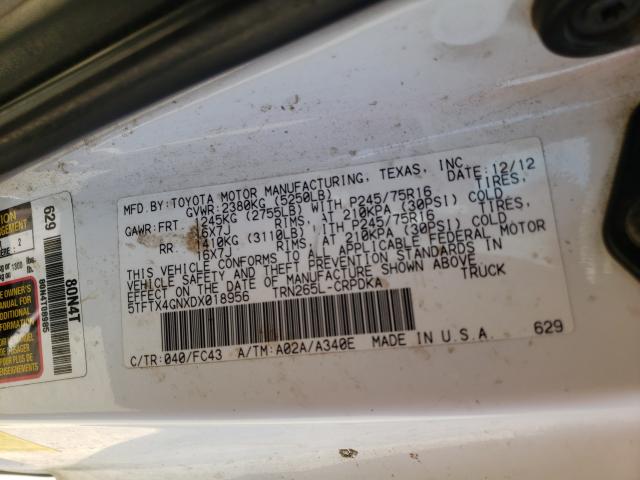 MFD.BY:TOYOTA MOTOR MANUFACTURING, TEXAS, INC. DATE:12/12
GVWR:2380KG (5250LB)
GAWR:FRT. 1245KG (2755LB) WITH P245/75R16 TIRES,
16X7J RIMS, AT 210KPA (30PSI) COLD
RR. 1410KG (3110LB) WITH P245/75R16 TIRES,
16X7J RIMS, AT 210KPA (30PSI) COLD
THIS VEHICLE CONFORMS TO ALL APPLICABLE FEDERAL MOTOR
VEHICLE SAFETY AND THEFT PREVENTION STANDARDS IN
EFFECT ON THE DATE OF MANUFACTURE SHOWN ABOVE.
5TFTX4GNXDX018956 TRN265L-CRPDKA TRUCK
C/TR:040/FC43 A/TM:A02A/A340E MADE IN U.S.A. 629
629
80N4T
2
lbs.
E OWNER'S